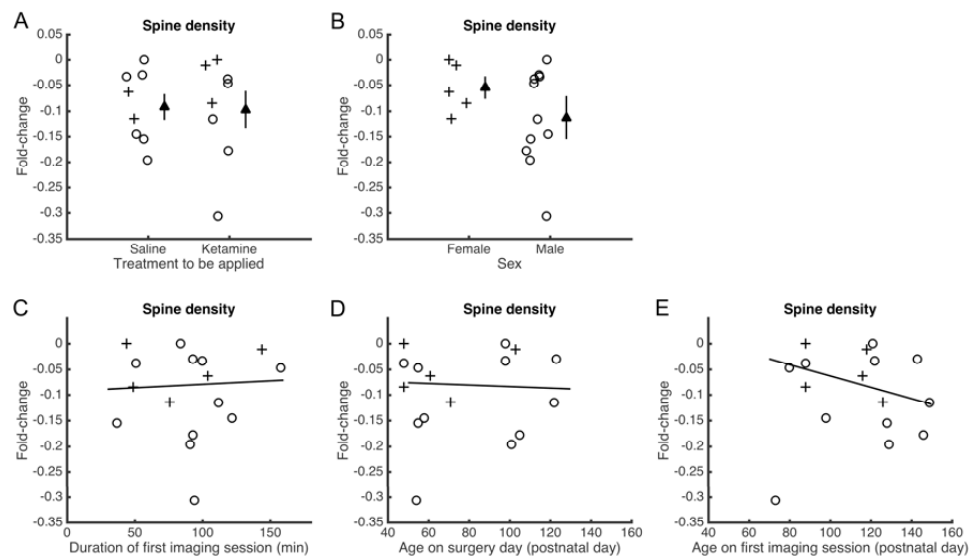 A
Spine density
0.05
0
-0.05
-0.1
-0.15
-0.2
-0.25
-0.3
-0.35
Fold-change
Saline Ketamine
Treatment to be applied
B
Spine density
0.05
0
-0.05
-0.1
-0.15
-0.2
-0.25
-0.3
-0.35
Fold-change
Female Male
Sex
C
Spine density
0
-0.05
-0.1
-0.15
-0.2
-0.25
-0.3
-0.35
Fold-change
0 50 100 150
Duration of first imaging session (min)
D
Spine density
0
-0.05
-0.1
-0.15
-0.2
-0.25
-0.3
-0.35
Fold-change
40 60 80 100 120 140 160
Age on surgery day (postnatal day)
E
Spine density
0
-0.05
-0.1
-0.15
-0.2
-0.25
-0.3
-0.35
Fold-change
40 60 80 100 120 140 160
Age on first imaging session (postnatal day)